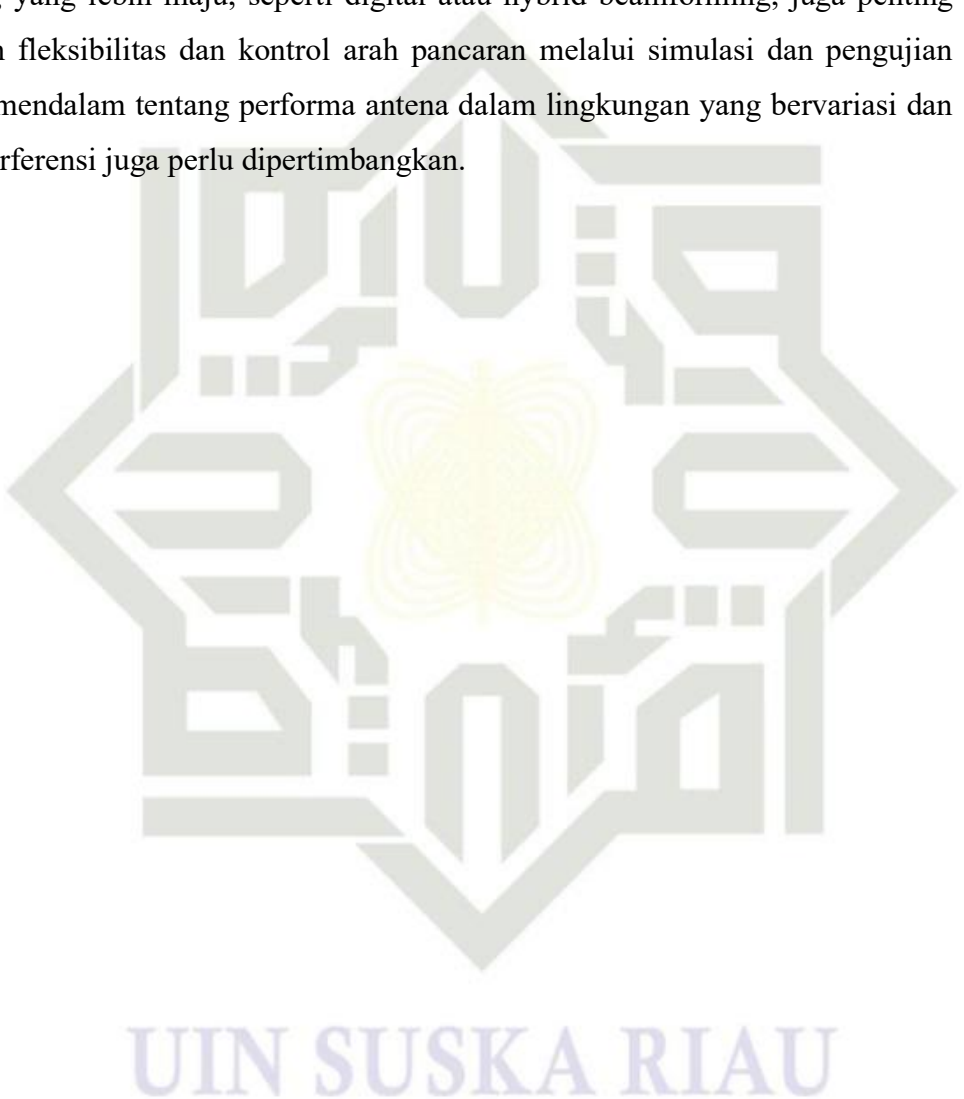 yang lebih maju, seperti digital atau hybrid beamforming, juga penting
fleksibilitas dan kontrol arah pancaran melalui simulasi dan pengujian
mendalam tentang performa antena dalam lingkungan yang bervariasi dan
rferensi juga perlu dipertimbangkan.
UIN SUSKA RIAU